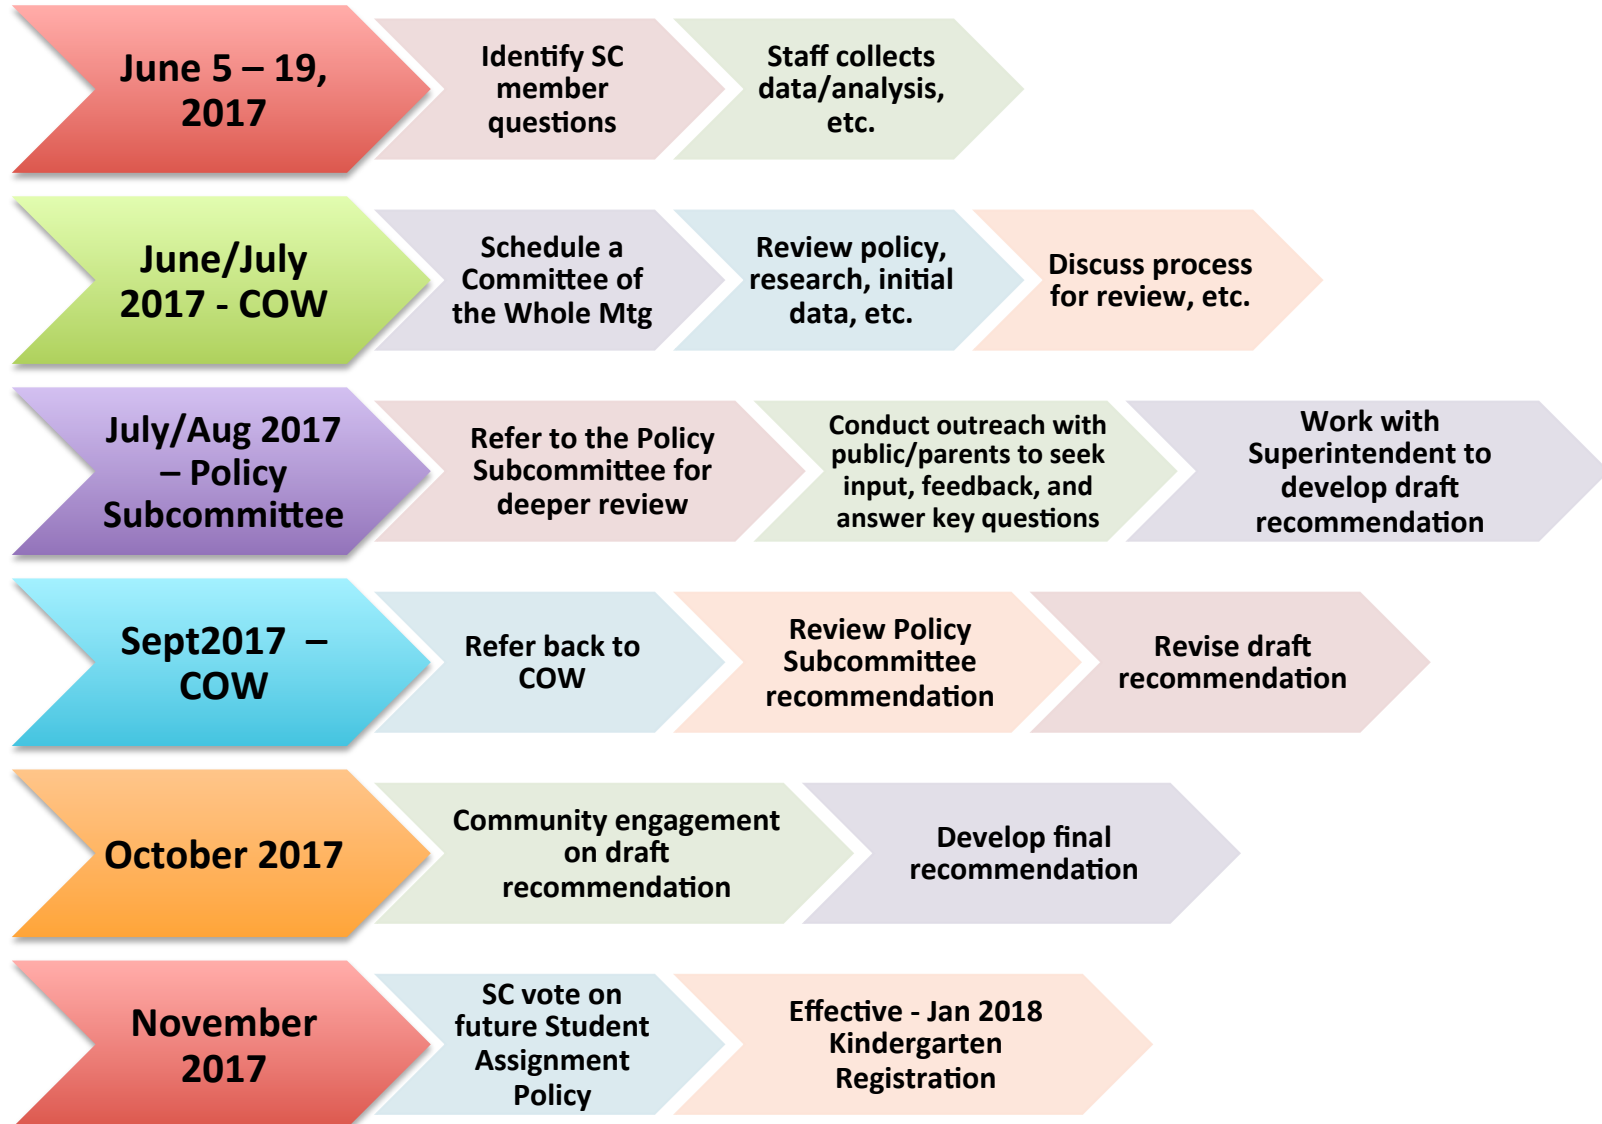 June 5 – 19,
2017
Identify SC
member
questions
Staff collects
data/analysis,
etc.
June/July
2017 - COW
Schedule a
Committee of
the Whole Mtg
Review policy,
research, initial
data, etc.
Discuss process
for review, etc.
July/Aug 2017
– Policy
Subcommittee
Refer to the Policy
Subcommittee for
deeper review
Conduct outreach with
public/parents to seek
input, feedback, and
answer key questions
Work with
Superintendent to
develop draft
recommendation
Sept2017 –
COW
Refer back to
COW
Review Policy
Subcommittee
recommendation
Revise draft
recommendation
October 2017
Community engagement
on draft
recommendation
Develop final
recommendation
November
2017
SC vote on
future Student
Assignment
Policy
Effective - Jan 2018
Kindergarten
Registration